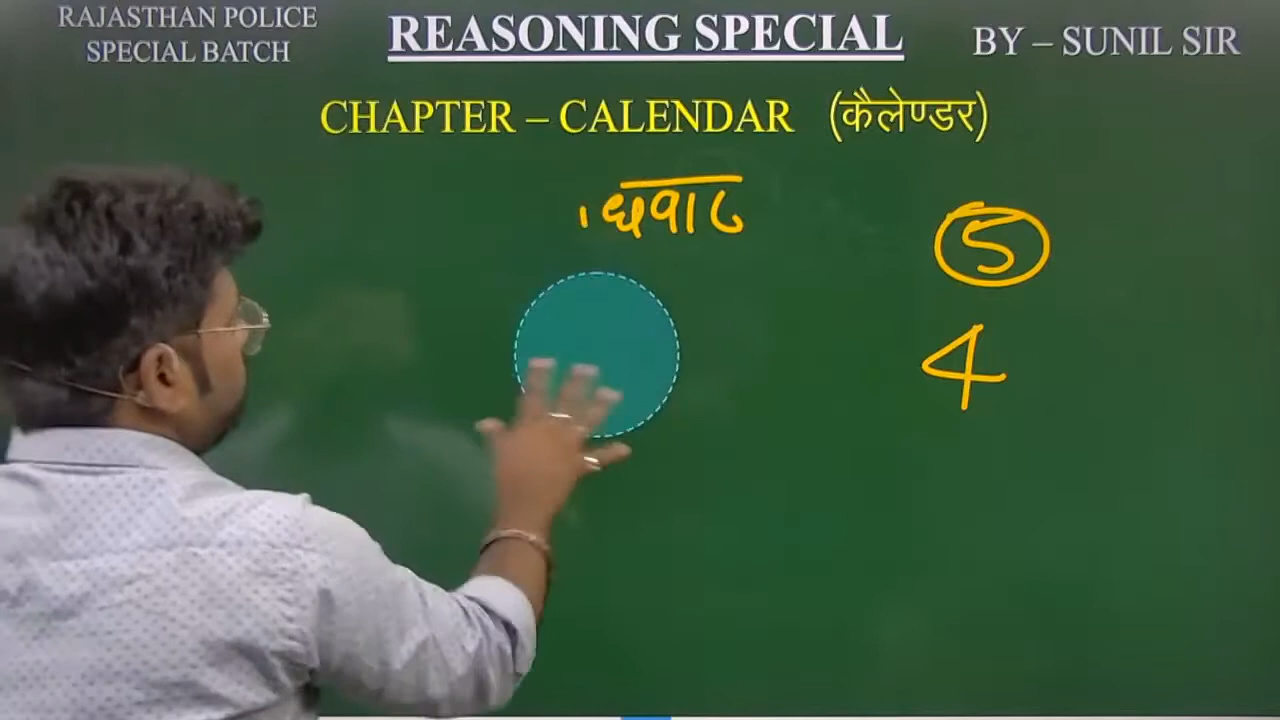 RAJASTHAN POLICE
SPECIAL BATCH
REASONING SPECIAL
BY – SUNIL SIR
CHAPTER – CALENDAR (कैलेण्डर)
5
4